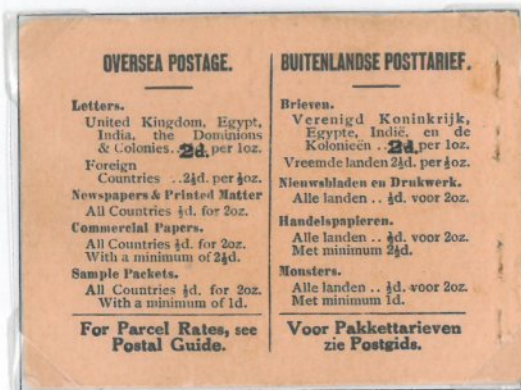 OVERSEA POSTAGE.
Letters.
United Kingdom, Egypt,
India, the Dominions
& Colonies..2d. per 1oz.
Foreign
Countries ..2½d. per ½oz.
Newspapers & Printed Matter
All Countries ½d. for 2oz.
Commercial Papers.
All Countries ½d. for 2oz.
With a minimum of 2½d.
Sample Packets.
All Countries ½d. for 2oz.
With a minimum of 1d.
For Parcel Rates, see
Postal Guide.
BUITENLANDSE POSTTARIEF.
Brieven.
Verenigd Koninkrijk,
Egypte, Indië, en de
Kolonieën ..2d. per 1oz.
Vreemde landen 2½d. per ½oz.
Nieuwsbladen en Drukwerk.
Alle landen .. ½d. voor 2oz.
Handelspapieren.
Alle landen .. ½d. voor 2oz.
Met minimum 2½d.
Monsters.
Alle landen .. ½d. voor 2oz.
Met minimum 1d.
Voor Pakkettarieven
zie Postgids.